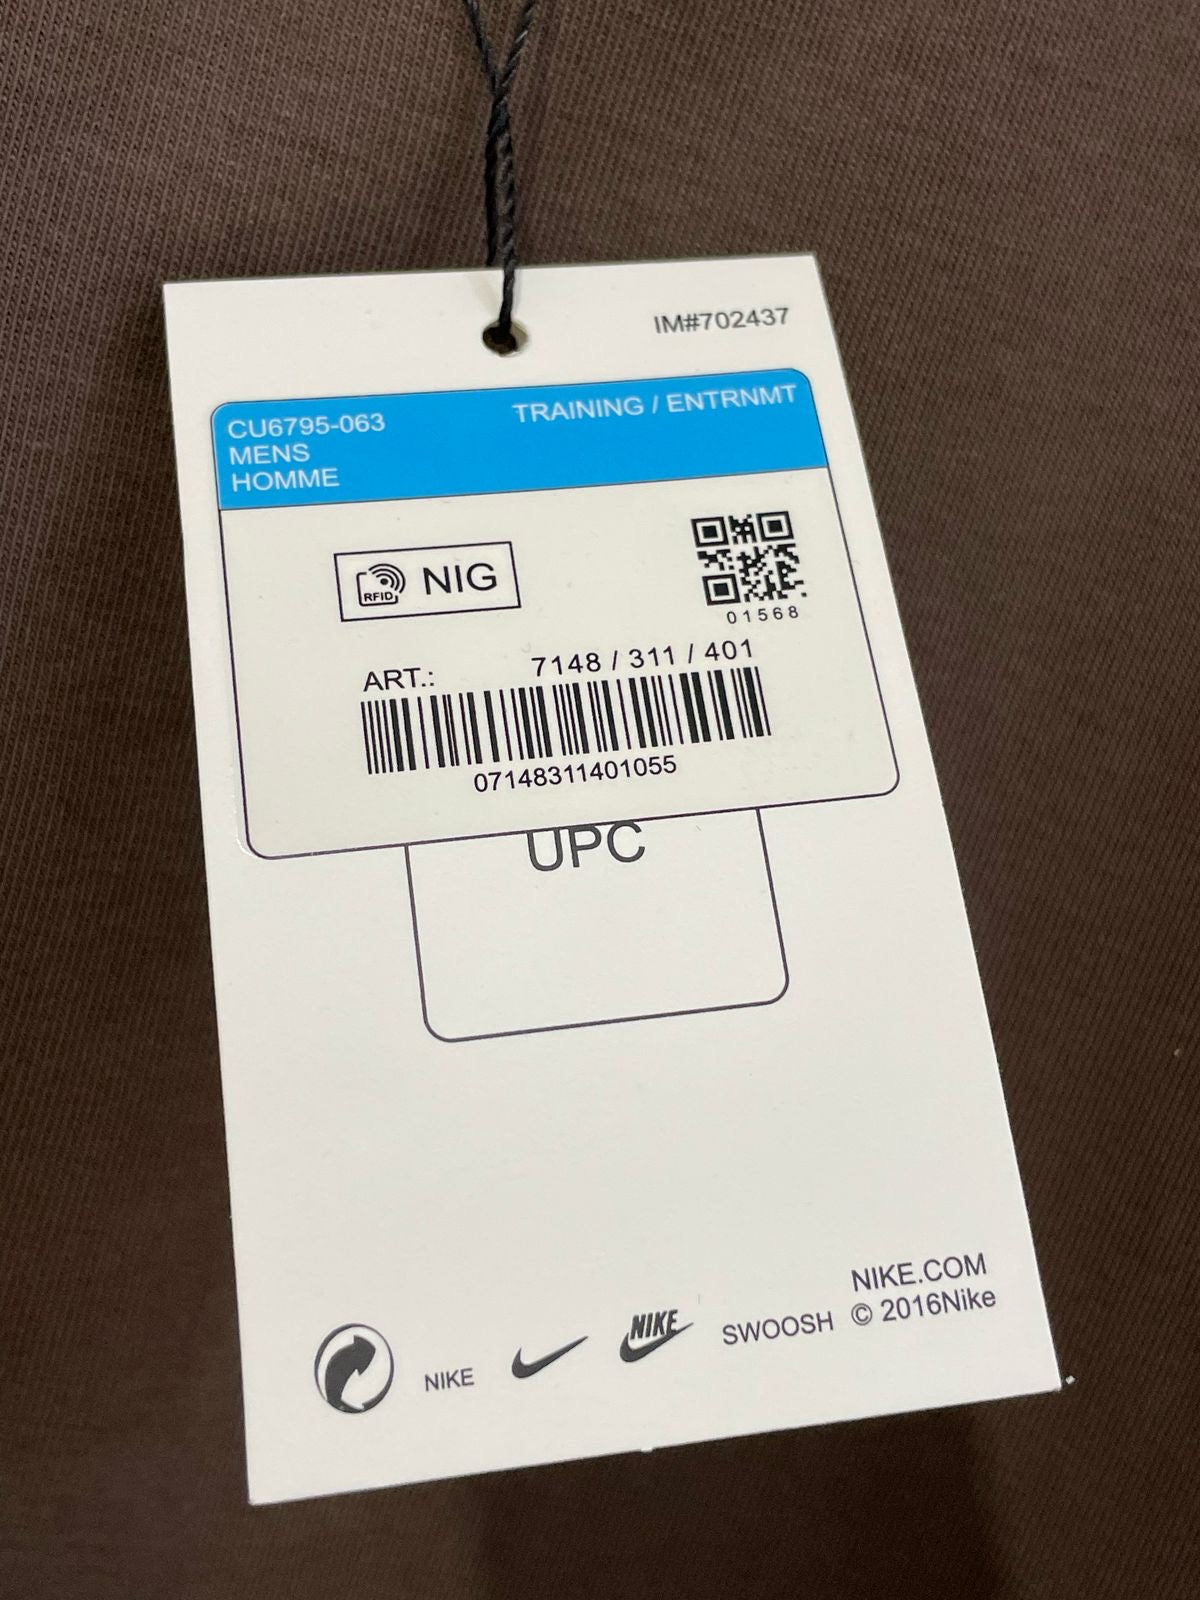 IM#702437
CU6795-063 TRAINING / ENTRNMT
MENS
HOMME
RFID NIG
01568
ART.: 7148 / 311 / 401
07148311401055
UPC
NIKE.COM
NIKE NIKE SWOOSH © 2016Nike